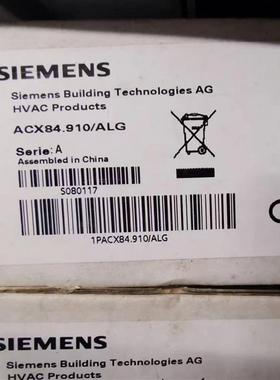 SIEMENS
Siemens Building Technologies AG
HVAC Products
ACX84.910/ALG
Serie: A
Assembled in China
S080117
1PACX84.910/ALG
SIEMENS
Siemens Building Technologies AG
HVAC Products